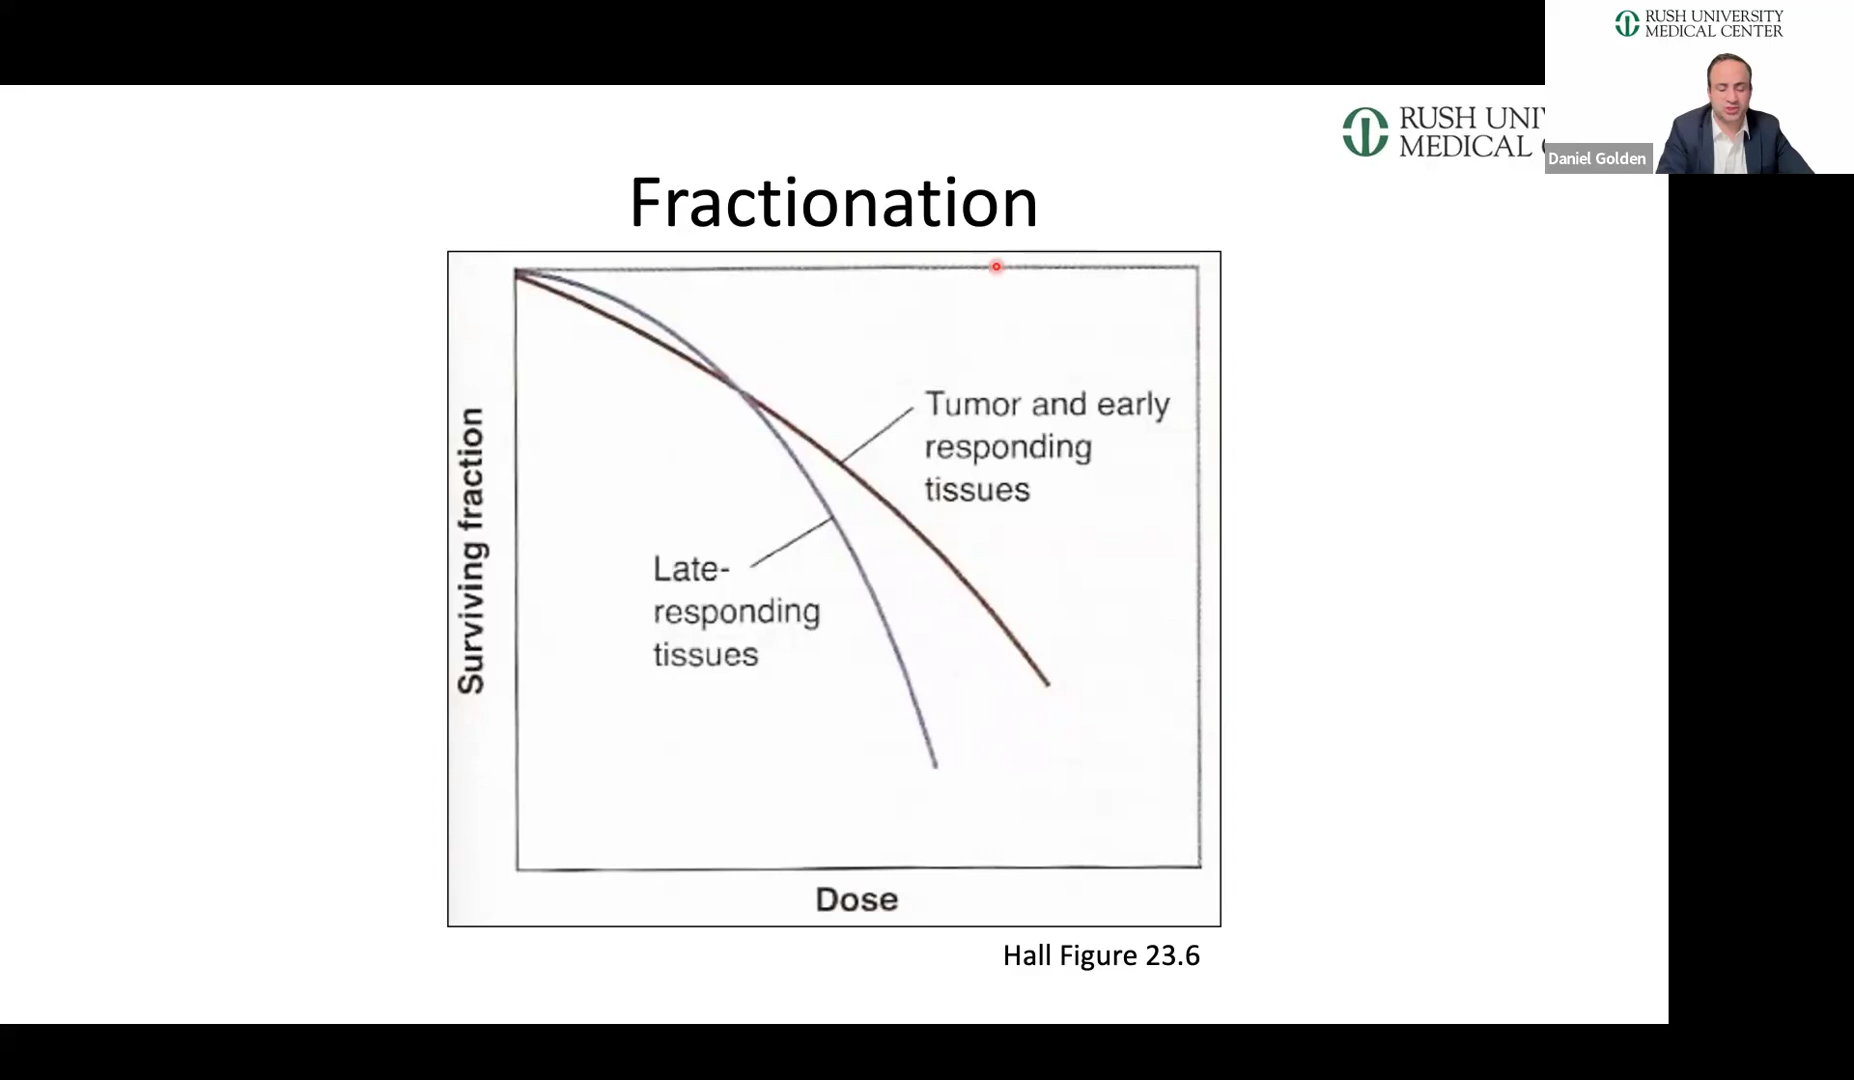 RUSH UNIVERSITY
MEDICAL CENTER
Daniel Golden
RUSH UNI
MEDICAL
Fractionation
Surviving fraction
Tumor and early
responding
tissues
Late-
responding
tissues
Dose
Hall Figure 23.6